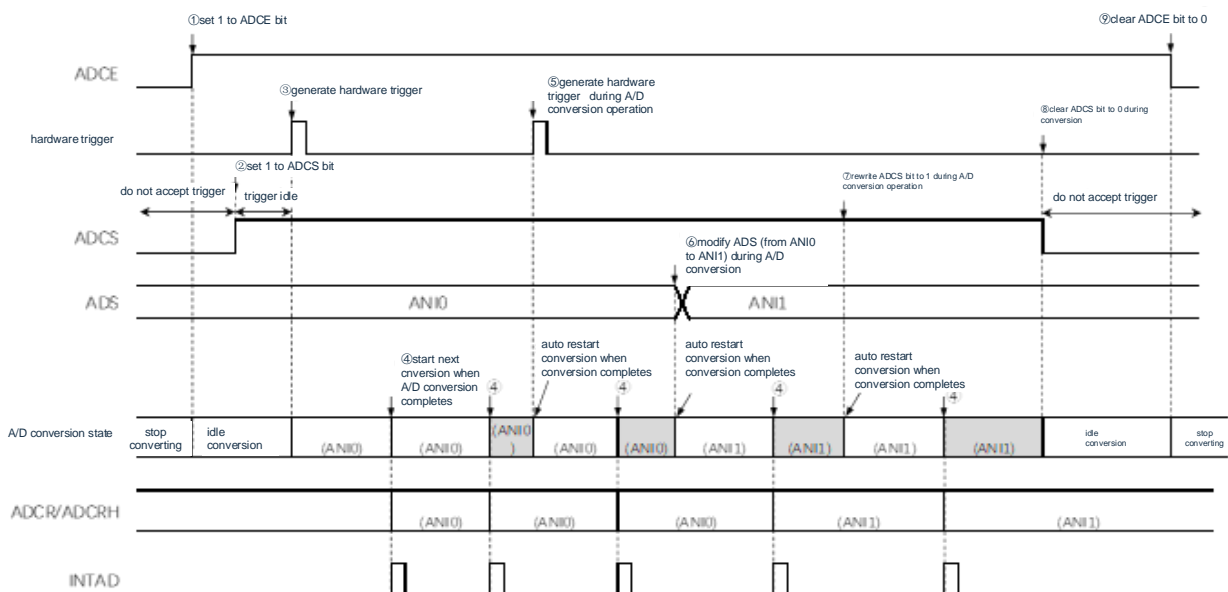 ①set 1 to ADCE bit
⑨clear ADCE bit to 0
ADCE
③generate hardware trigger
⑤generate hardware
trigger during A/D
conversion operation
⑧clear ADCS bit to 0 during
conversion
hardware trigger
②set 1 to ADCS bit
do not accept trigger
trigger idle
⑦rewrite ADCS bit to 1 during A/D
conversion operation
do not accept trigger
ADCS
⑥modify ADS (from ANI0
to ANI1) during A/D
conversion
ADS
ANI0
ANI1
④start next
cnversion when
A/D conversion
completes
④
auto restart
conversion when
conversion completes
④
auto restart
conversion when
conversion completes
④
auto restart
conversion when
conversion completes
④
A/D conversion state
stop
converting
idle
conversion
(ANI0)
(ANI0)
(ANI0
)
(ANI0)
(ANI0)
(ANI1)
(ANI1)
(ANI1)
(ANI1)
idle
conversion
stop
converting
ADCR/ADCRH
(ANI0)
(ANI0)
(ANI0)
(ANI1)
(ANI1)
INTAD